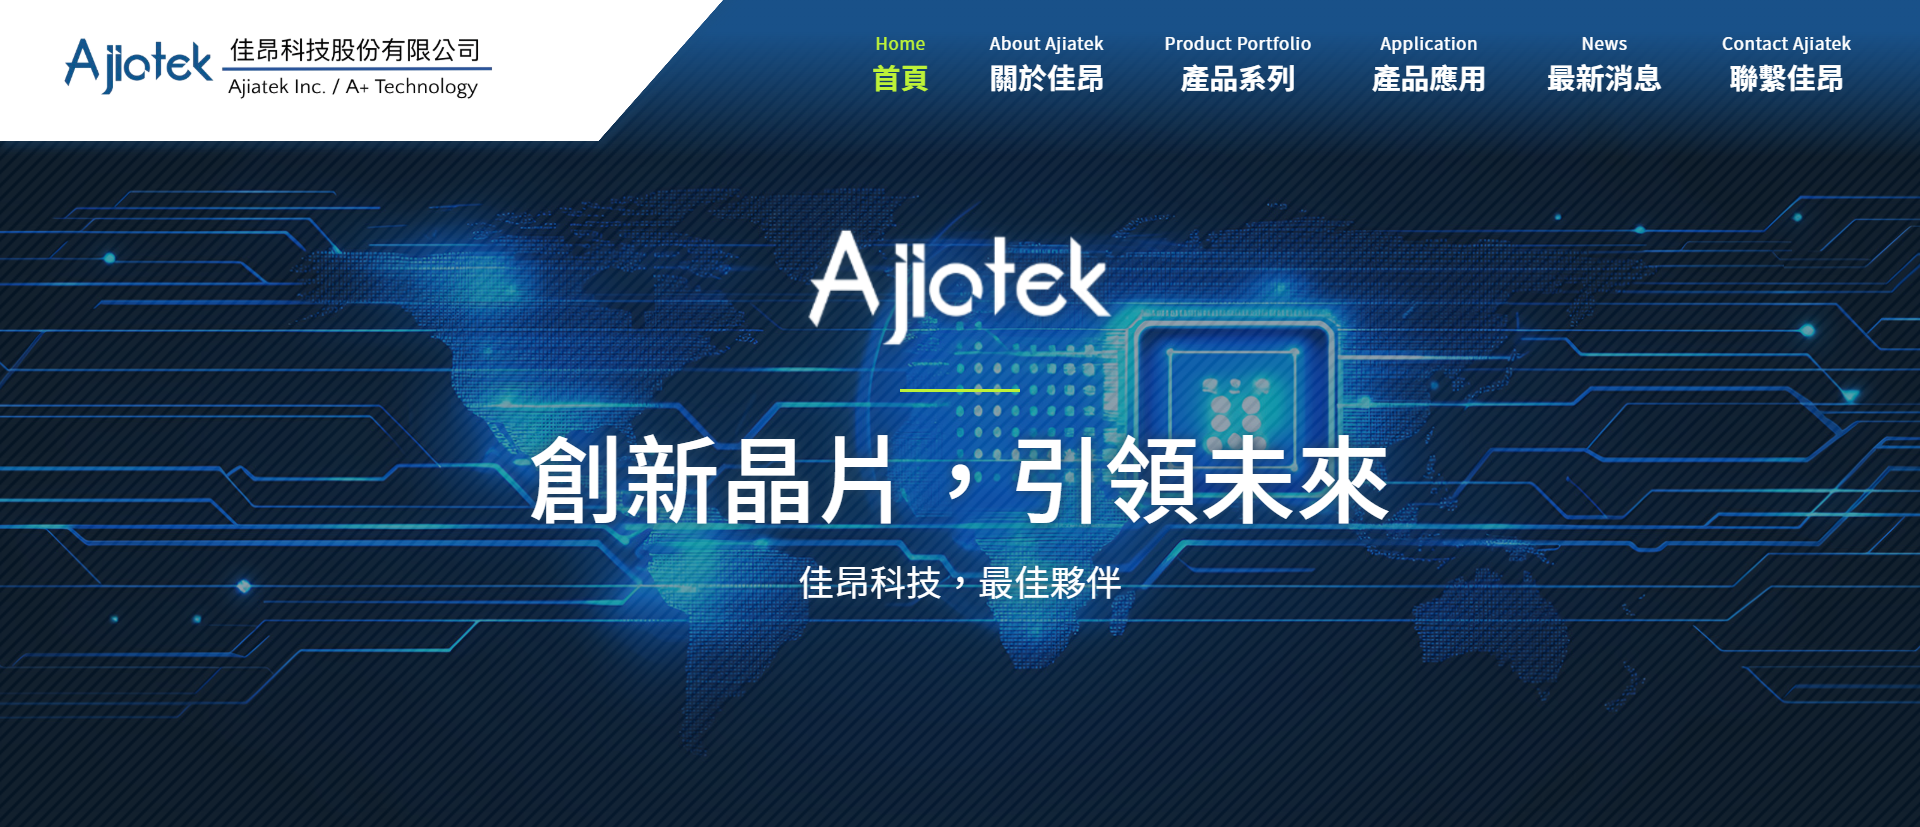 Ajiatek
佳昂科技股份有限公司
Ajiatek Inc. / A+ Technology
Home
首頁
About Ajiatek
關於佳昂
Product Portfolio
產品系列
Application
產品應用
News
最新消息
Contact Ajiatek
聯繫佳昂
Ajiatek
創新晶片，引領未來
佳昂科技，最佳夥伴